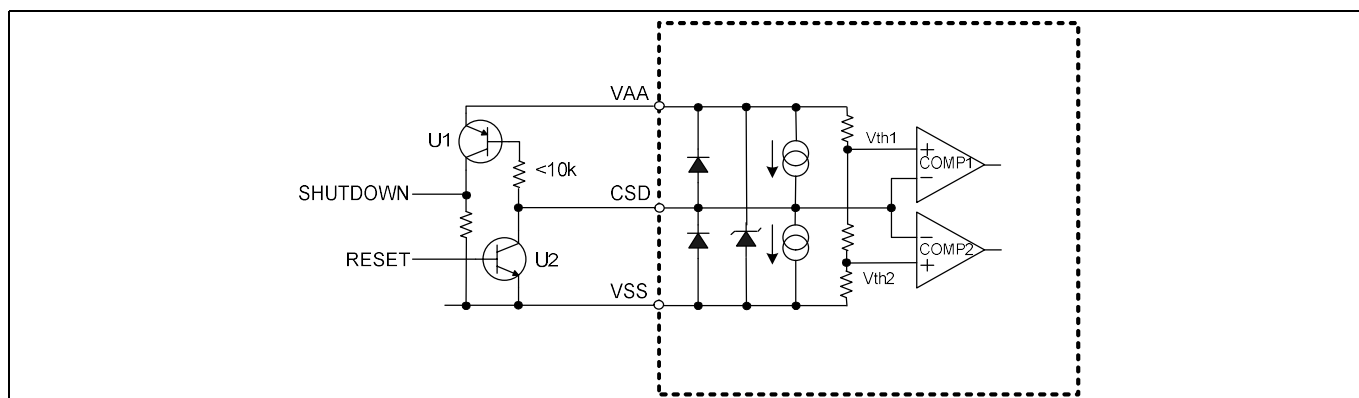 VAA
U1
Vth1
COMP1
<10k
SHUTDOWN
CSD
RESET
U2
COMP2
Vth2
VSS